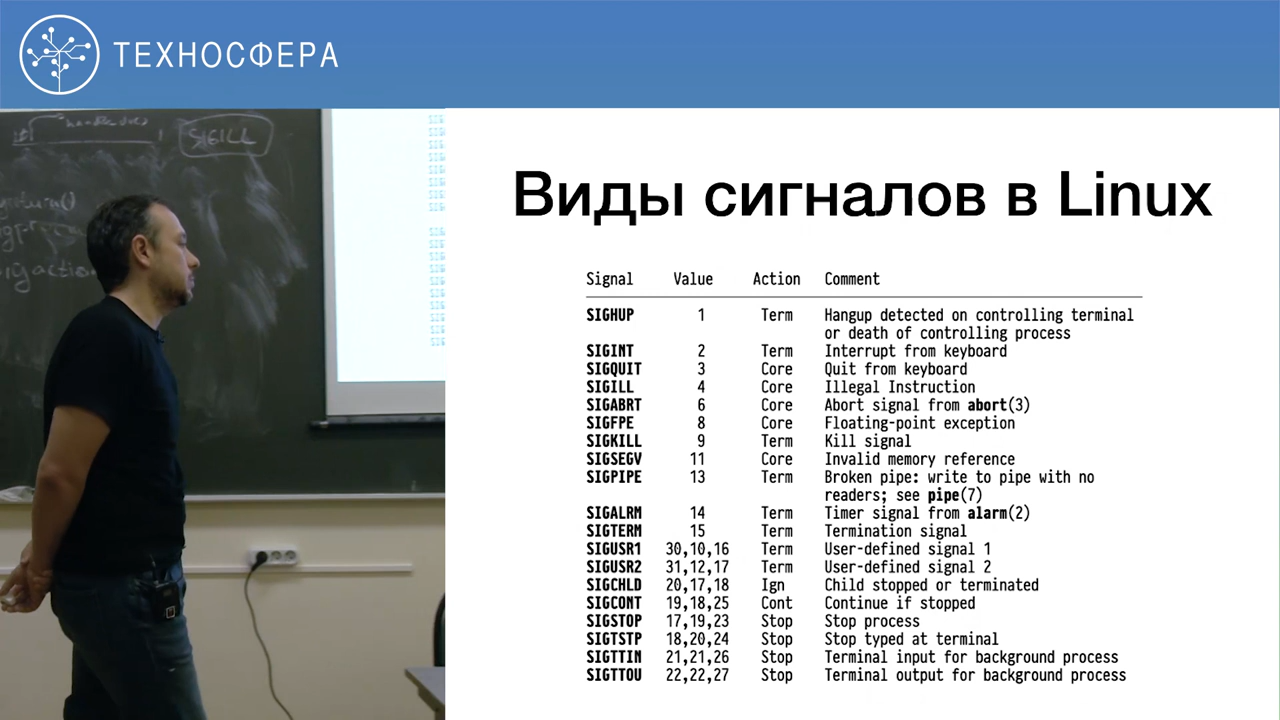 ТЕХНОСФЕРА
SIGILL
Виды сигналов в Linux
Signal Value Action Comment
SIGHUP 1 Term Hangup detected on controlling terminal
or death of controlling process
SIGINT 2 Term Interrupt from keyboard
SIGQUIT 3 Core Quit from keyboard
SIGILL 4 Core Illegal Instruction
SIGABRT 6 Core Abort signal from abort(3)
SIGFPE 8 Core Floating-point exception
SIGKILL 9 Term Kill signal
SIGSEGV 11 Core Invalid memory reference
SIGPIPE 13 Term Broken pipe: write to pipe with no
readers; see pipe(7)
SIGALRM 14 Term Timer signal from alarm(2)
SIGTERM 15 Term Termination signal
SIGUSR1 30,10,16 Term User-defined signal 1
SIGUSR2 31,12,17 Term User-defined signal 2
SIGCHLD 20,17,18 Ign Child stopped or terminated
SIGCONT 19,18,25 Cont Continue if stopped
SIGSTOP 17,19,23 Stop Stop process
SIGTSTP 18,20,24 Stop Stop typed at terminal
SIGTTIN 21,21,26 Stop Terminal input for background process
SIGTTOU 22,22,27 Stop Terminal output for background process